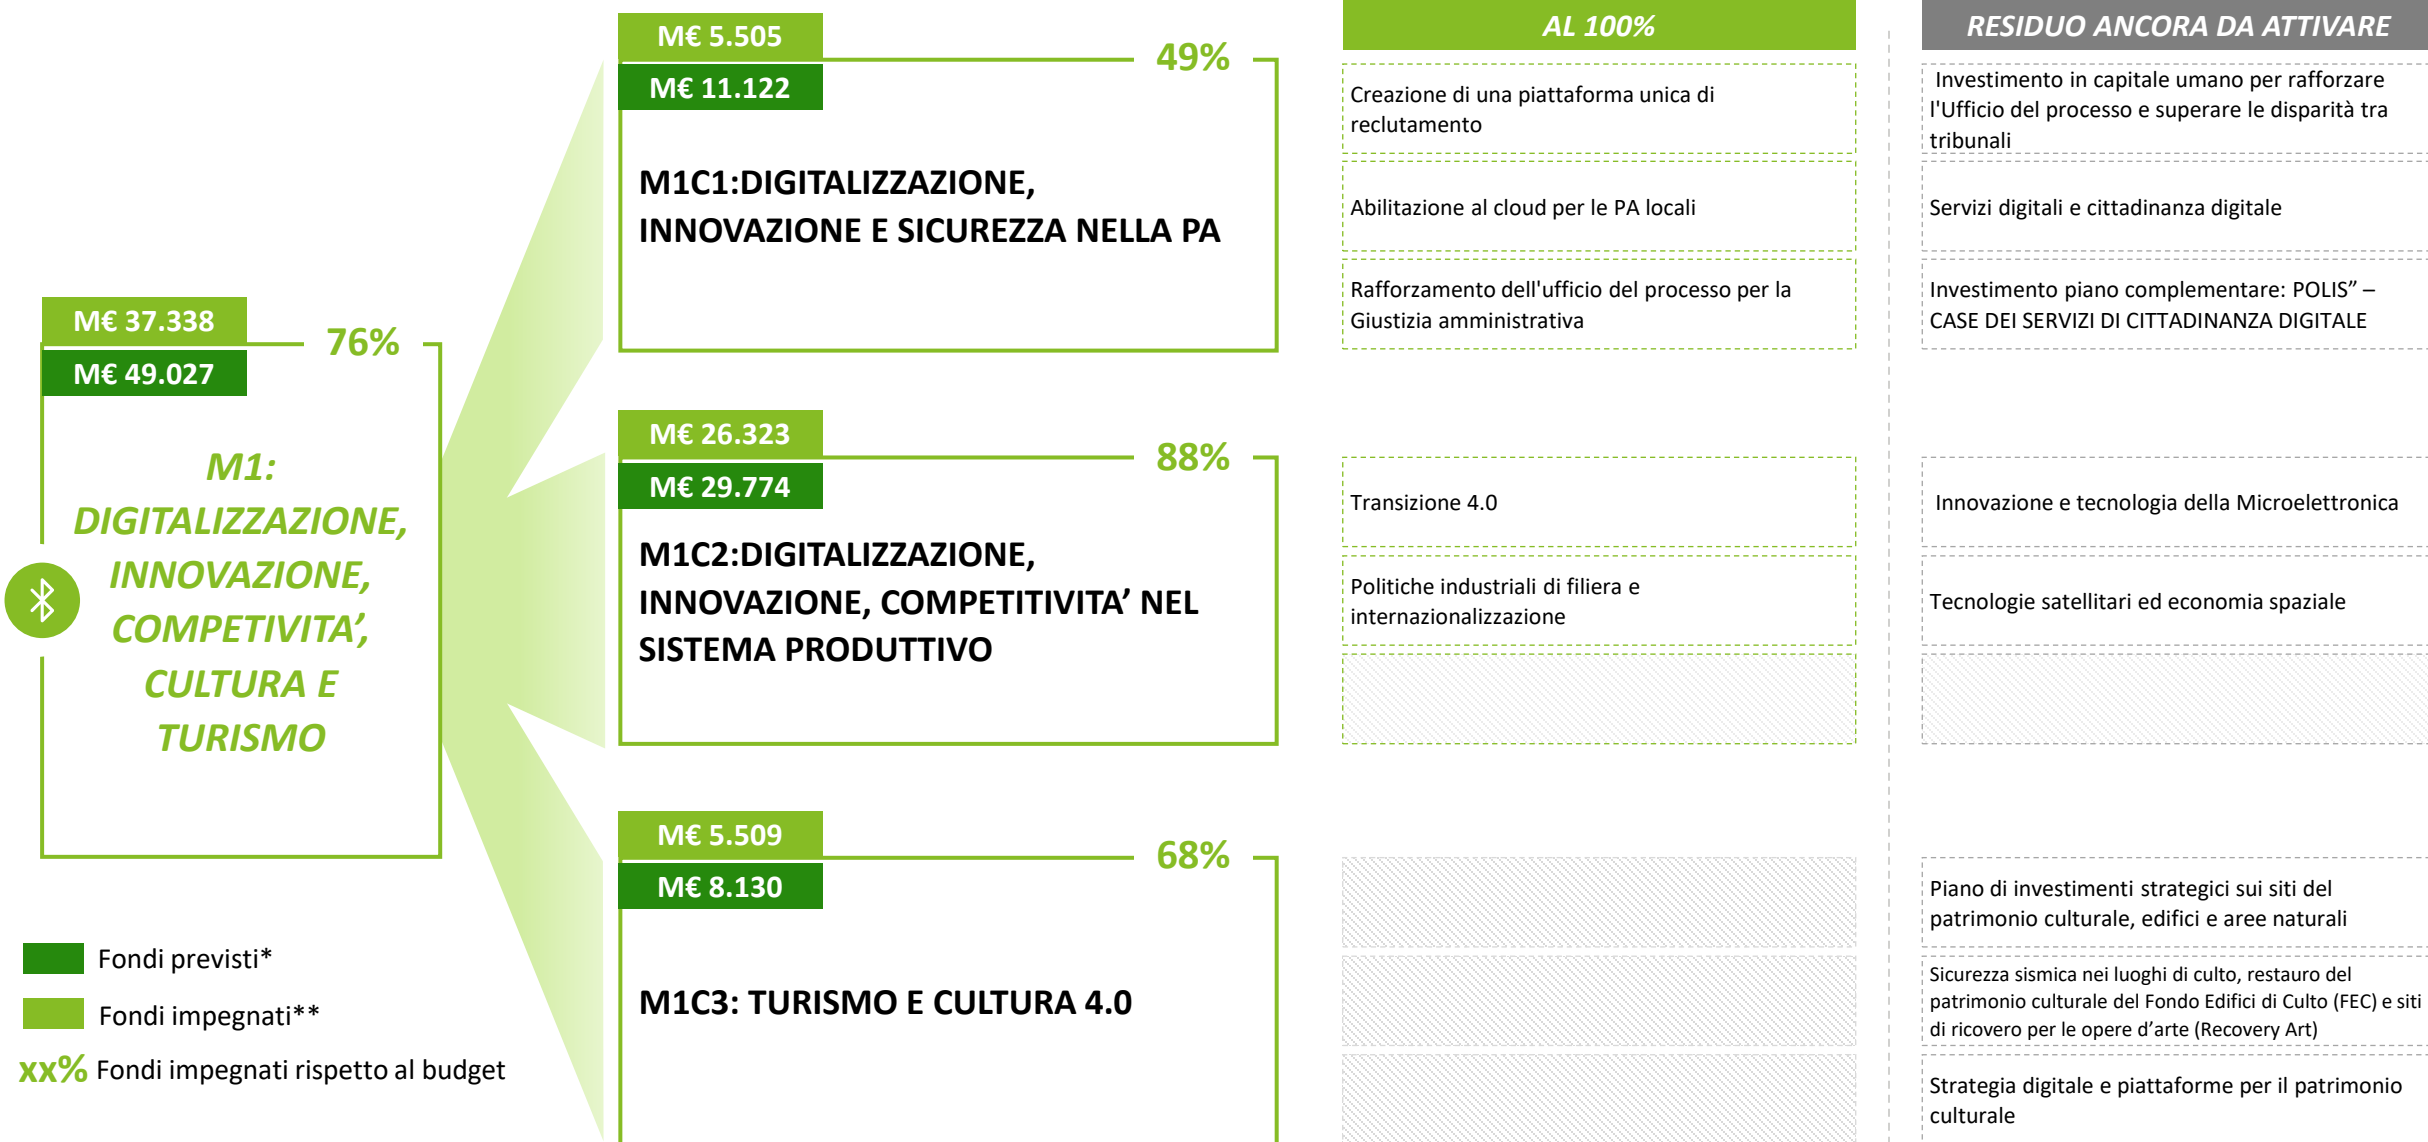 M€ 37.338
76%
M€ 49.027
M1:
DIGITALIZZAZIONE,
INNOVAZIONE,
COMPETIVITA’,
CULTURA E
TURISMO
Fondi previsti*
Fondi impegnati**
xx% Fondi impegnati rispetto al budget
M€ 5.505
49%
M€ 11.122
M1C1:DIGITALIZZAZIONE,
INNOVAZIONE E SICUREZZA NELLA PA
M€ 26.323
88%
M€ 29.774
M1C2:DIGITALIZZAZIONE,
INNOVAZIONE, COMPETITIVITA’ NEL
SISTEMA PRODUTTIVO
M€ 5.509
68%
M€ 8.130
M1C3: TURISMO E CULTURA 4.0
AL 100%
Creazione di una piattaforma unica di
reclutamento
Abilitazione al cloud per le PA locali
Rafforzamento dell'ufficio del processo per la
Giustizia amministrativa
Transizione 4.0
Politiche industriali di filiera e
internazionalizzazione
RESIDUO ANCORA DA ATTIVARE
Investimento in capitale umano per rafforzare
l'Ufficio del processo e superare le disparità tra
tribunali
Servizi digitali e cittadinanza digitale
Investimento piano complementare: POLIS” –
CASE DEI SERVIZI DI CITTADINANZA DIGITALE
Innovazione e tecnologia della Microelettronica
Tecnologie satellitari ed economia spaziale
Piano di investimenti strategici sui siti del
patrimonio culturale, edifici e aree naturali
Sicurezza sismica nei luoghi di culto, restauro del
patrimonio culturale del Fondo Edifici di Culto (FEC) e siti
di ricovero per le opere d’arte (Recovery Art)
Strategia digitale e piattaforme per il patrimonio
culturale